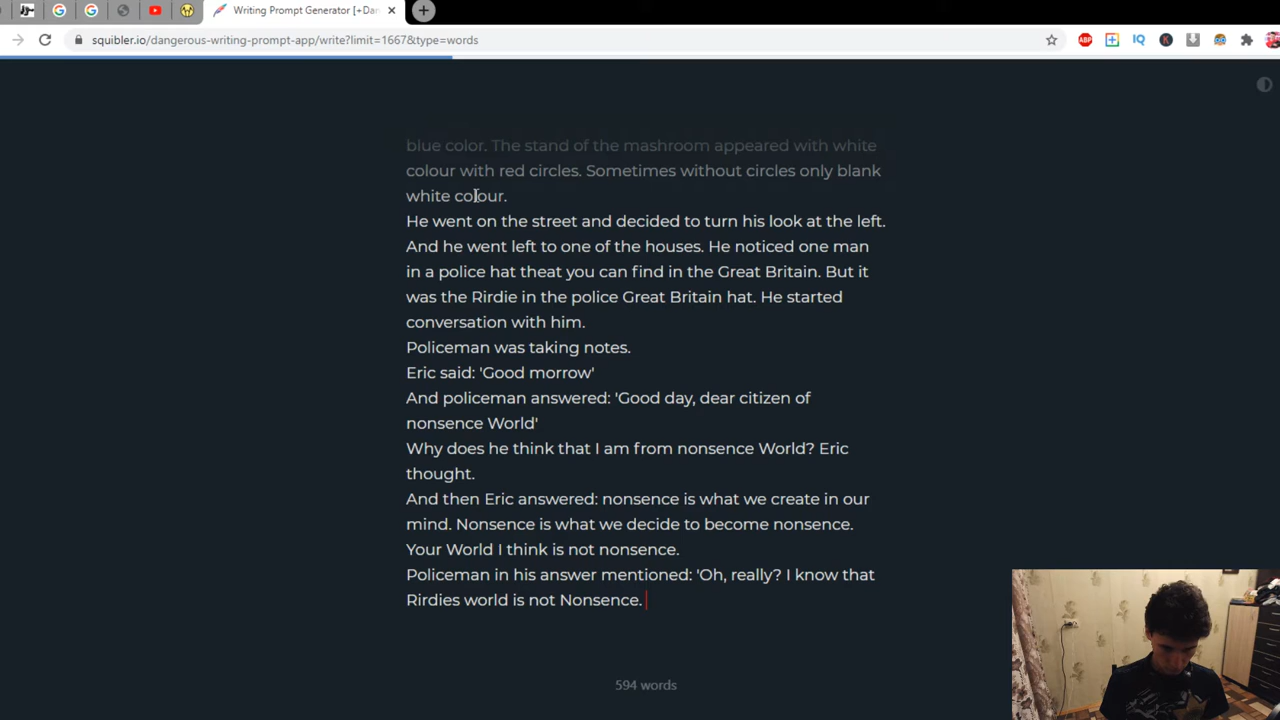 Writing Prompt Generator [+Dan
squibler.io/dangerous-writing-prompt-app/write?limit=1667&type=words
ABP
IQ
K
blue color. The stand of the mashroom appeared with white
colour with red circles. Sometimes without circles only blank
white colour.
He went on the street and decided to turn his look at the left.
And he went left to one of the houses. He noticed one man
in a police hat theat you can find in the Great Britain. But it
was the Rirdie in the police Great Britain hat. He started
conversation with him.
Policeman was taking notes.
Eric said: 'Good morrow'
And policeman answered: 'Good day, dear citizen of
nonsence World'
Why does he think that I am from nonsence World? Eric
thought.
And then Eric answered: nonsence is what we create in our
mind. Nonsence is what we decide to become nonsence.
Your World I think is not nonsence.
Policeman in his answer mentioned: 'Oh, really? I know that
Rirdies world is not Nonsence.
594 words